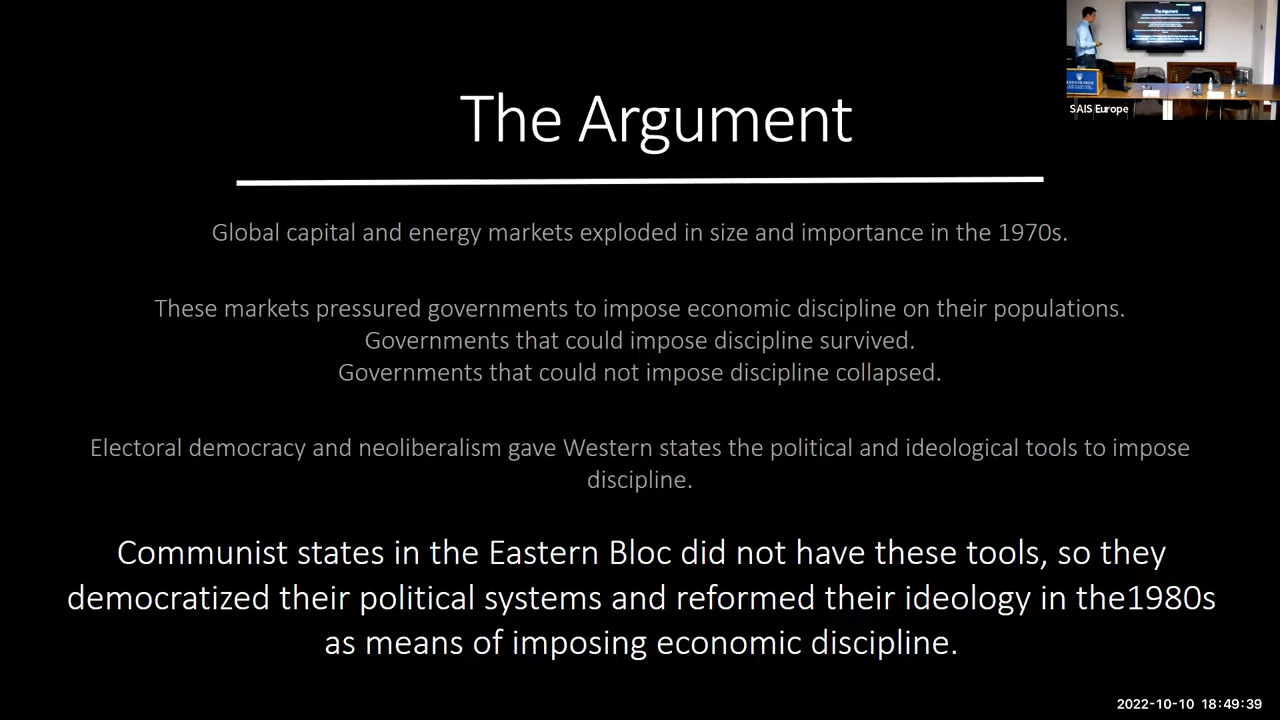 The Argument
Global capital and energy markets exploded in size and importance in the 1970s.
These markets pressured governments to impose economic discipline on their populations.
Governments that could impose discipline survived.
Governments that could not impose discipline collapsed.
Electoral democracy and neoliberalism gave Western states the political and ideological tools to impose
discipline.
Communist states in the Eastern Bloc did not have these tools, so they
democratized their political systems and reformed their ideology in the1980s
as means of imposing economic discipline.
The Argument
SAIS Europe
2022-10-10 18:49:39